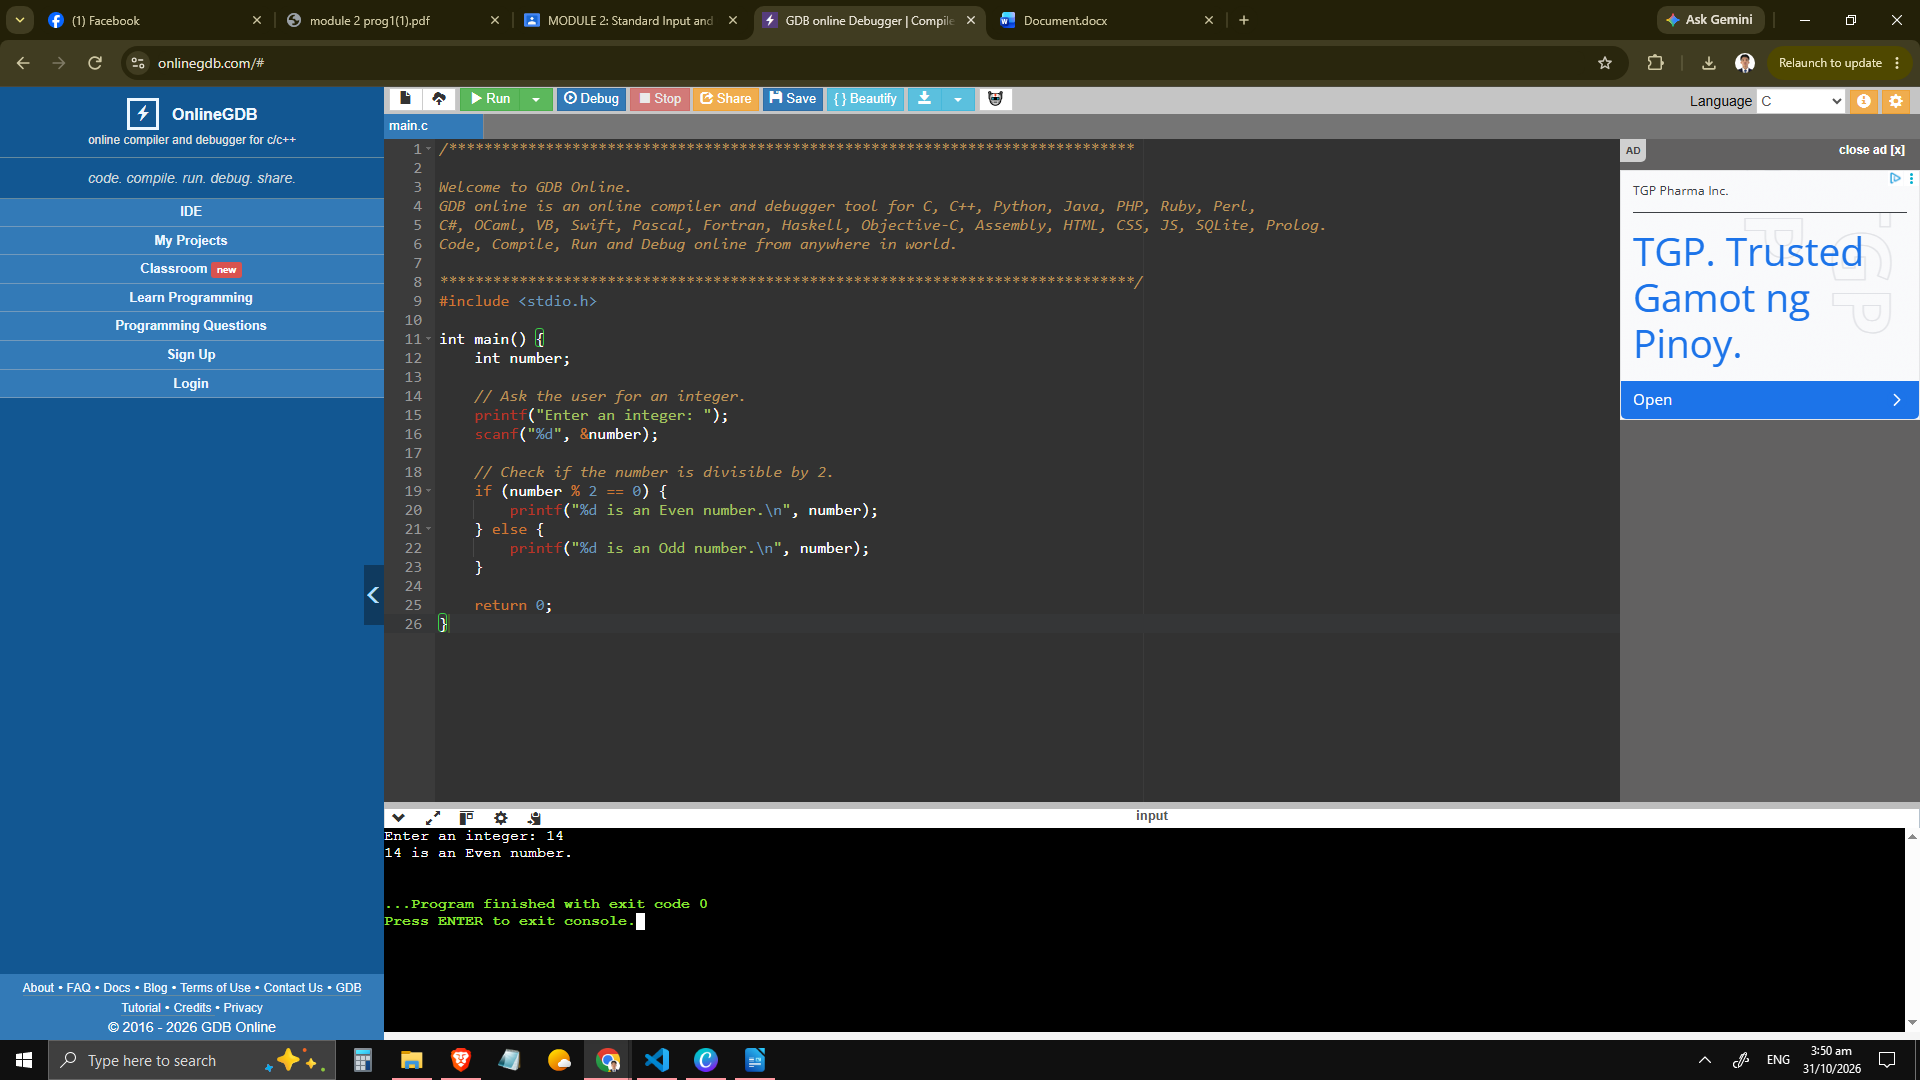 (1) Facebook
module 2 prog1(1).pdf
MODULE 2: Standard Input and
GDB online Debugger | Compile
Document.docx
Ask Gemini
onlinegdb.com/#
Relaunch to update
OnlineGDB
online compiler and debugger for c/c++
code. compile. run. debug. share.
IDE
My Projects
Classroom new
Learn Programming
Programming Questions
Sign Up
Login
Run
Debug
Stop
Share
Save
{ } Beautify
Language C
main.c
1 /******************************************************************************
2
3 Welcome to GDB Online.
4 GDB online is an online compiler and debugger tool for C, C++, Python, Java, PHP, Ruby, Perl,
5 C#, OCaml, VB, Swift, Pascal, Fortran, Haskell, Objective-C, Assembly, HTML, CSS, JS, SQLite, Prolog.
6 Code, Compile, Run and Debug online from anywhere in world.
7
8 *******************************************************************************/
9 #include <stdio.h>
10
11 int main() {
12     int number;
13
14     // Ask the user for an integer.
15     printf("Enter an integer: ");
16     scanf("%d", &number);
17
18     // Check if the number is divisible by 2.
19     if (number % 2 == 0) {
20         printf("%d is an Even number.\n", number);
21     } else {
22         printf("%d is an Odd number.\n", number);
23     }
24
25     return 0;
26 }
AD
close ad [x]
TGP Pharma Inc.
TGP. Trusted
Gamot ng
Pinoy.
TGP
Open
input
Enter an integer: 14
14 is an Even number.
...Program finished with exit code 0
Press ENTER to exit console.
About • FAQ • Docs • Blog • Terms of Use • Contact Us • GDB
Tutorial • Credits • Privacy
© 2016 - 2026 GDB Online
Type here to search
ENG
3:50 am
31/10/2026